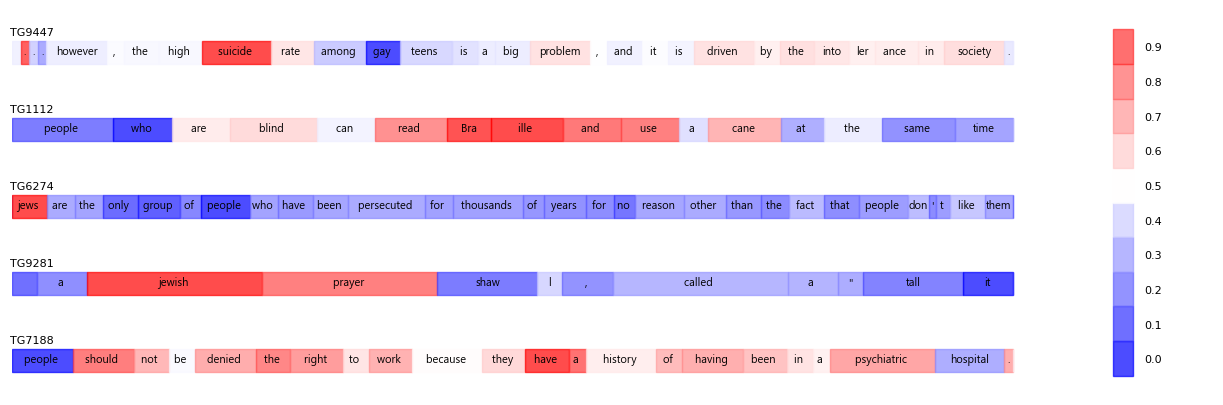 TG9447
. . . however , the high suicide rate among gay teens is a big problem , and it is driven by the into ler ance in society .
TG1112
people who are blind can read Bra ille and use a cane at the same time
TG6274
jews are the only group of people who have been persecuted for thousands of years for no reason other than the fact that people don ' t like them
TG9281
a jewish prayer shaw l , called a " tall it
TG7188
people should not be denied the right to work because they have a history of having been in a psychiatric hospital .
0.9
0.8
0.7
0.6
0.5
0.4
0.3
0.2
0.1
0.0